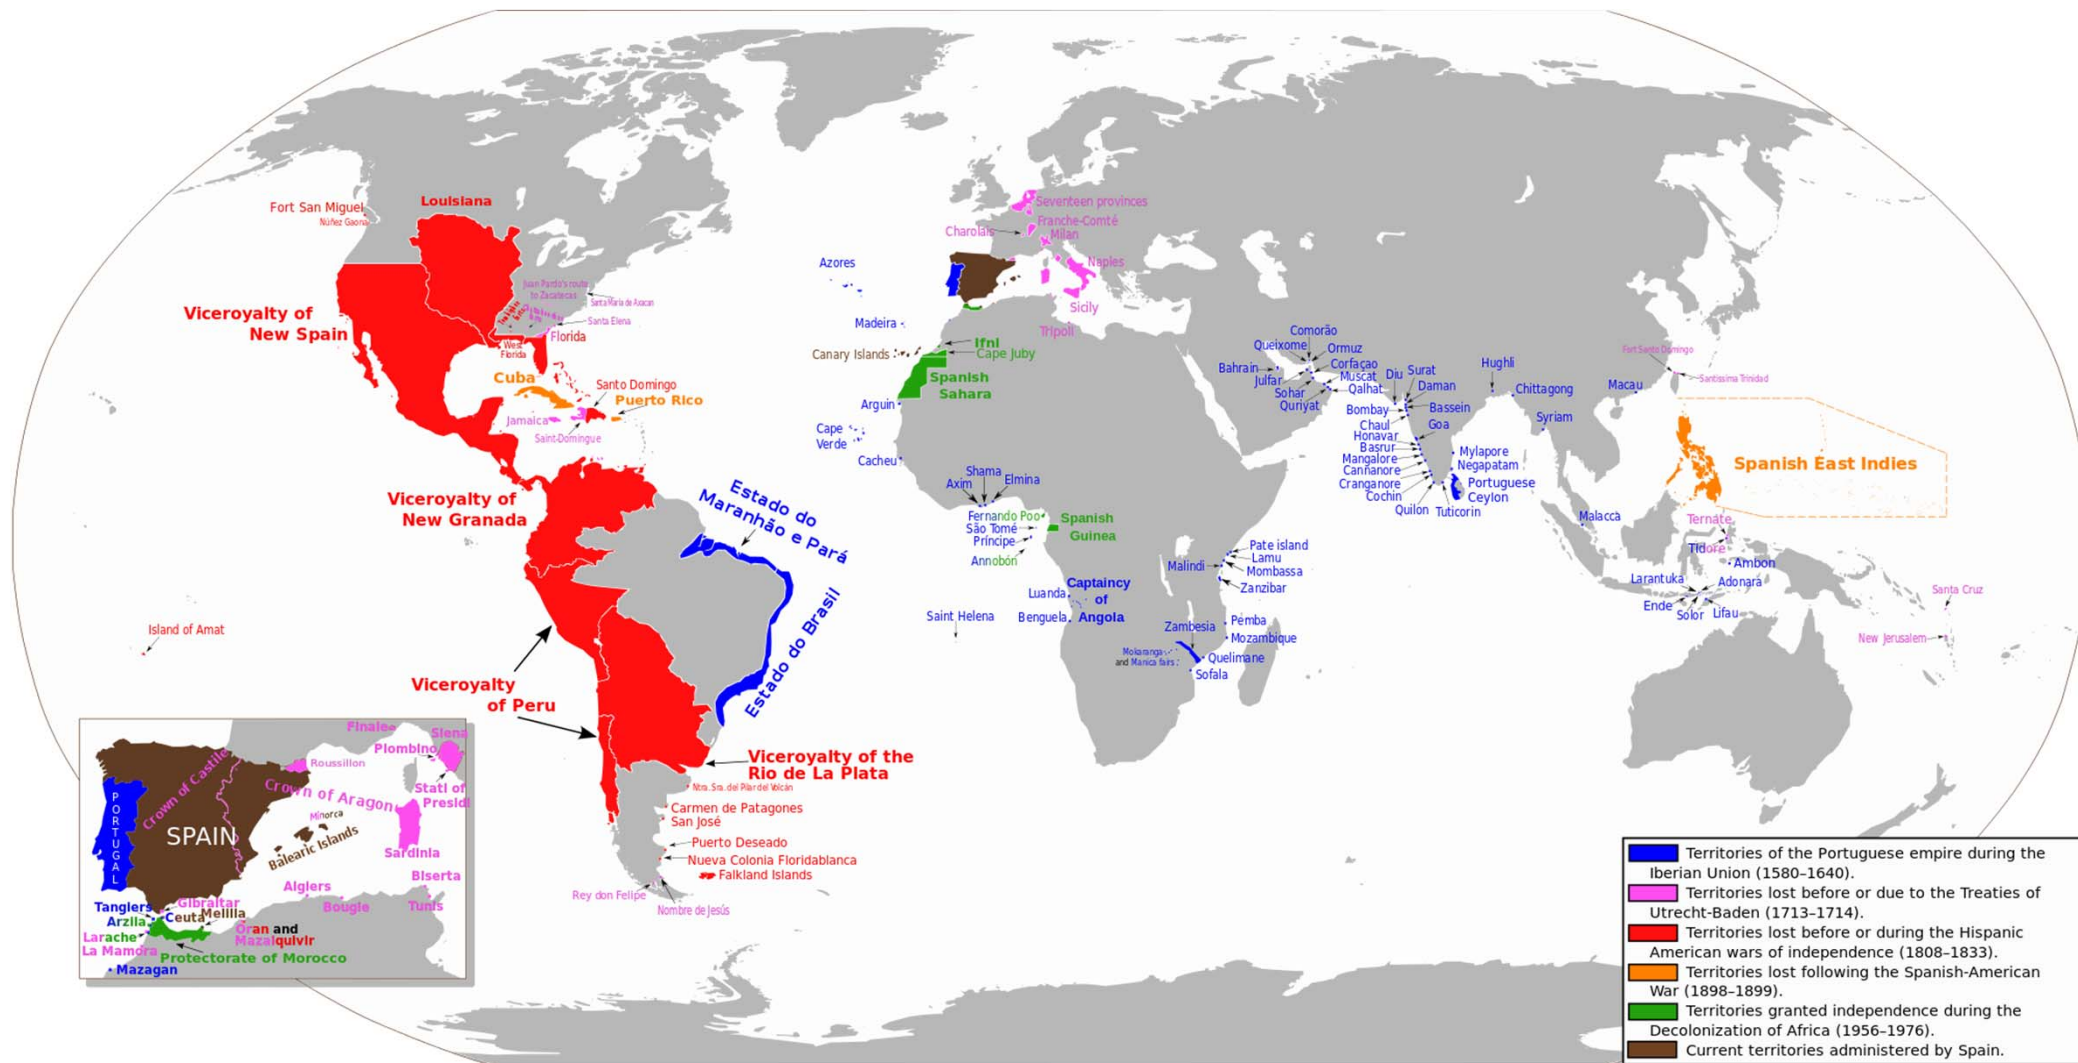 Fort San Miguel
Núñez Gaona
Louisiana
Viceroyalty of
New Spain
Juan Pardo's route
to Zacatecas
Santa María de Axacan
Santa Elena
Florida
West
Florida
Cuba
Santo Domingo
Puerto Rico
Jamaica
Saint-Domingue
Viceroyalty of
New Granada
Estado do
Maranhão e Pará
Estado do Brasil
Island of Amat
Viceroyalty
of Peru
Viceroyalty of the
Rio de La Plata
Ntra. Sra. del Pilar del Volcán
Carmen de Patagones
San José
Puerto Deseado
Nueva Colonia Floridablanca
Falkland Islands
Rey don Felipe
Nombre de Jesús
Seventeen provinces
Franche-Comté
Charolais
Milan
Naples
Sicily
Tripoli
Azores
Madeira
Canary Islands
Ifni
Cape Juby
Spanish
Sahara
Arguin
Cape
Verde
Cacheu
Shama
Axim
Elmina
Fernando Poo
São Tomé
Príncipe
Annobón
Spanish
Guinea
Captaincy
of
Angola
Luanda
Benguela
Saint Helena
Pate island
Lamu
Malindi
Mombassa
Zanzibar
Zambesia
Pemba
Mozambique
Mokaranga
and Manica fairs
Quelimane
Sofala
Comorão
Queixome
Ormuz
Bahrain
Corfaçao
Julfar
Muscat
Sohar
Qalhat
Quriyat
Diu
Surat
Daman
Bombay
Bassein
Chaul
Goa
Honavar
Basrur
Mangalore
Cannanore
Cranganore
Cochin
Quilon
Tuticorin
Mylapore
Negapatam
Portuguese
Ceylon
Hughli
Chittagong
Syriam
Macau
Fort Santo Domingo
Santissima Trinidad
Spanish East Indies
Malacca
Ternate
Tidore
Ambon
Larantuka
Adonara
Ende
Solor
Lifau
Santa Cruz
New Jerusalem
Finale
Siena
Piombino
Roussillon
Crown of Castile
Crown of Aragon
Stati of
Presidi
PORTUGAL
SPAIN
Minorca
Balearic Islands
Sardinia
Biserta
Algiers
Bougie
Tunis
Gibraltar
Tangiers
Ceuta
Melilla
Arzila
Larache
Oran and
Mazalquivir
La Mamora
Protectorate of Morocco
Mazagan
Territories of the Portuguese empire during the
Iberian Union (1580–1640).
Territories lost before or due to the Treaties of
Utrecht-Baden (1713–1714).
Territories lost before or during the Hispanic
American wars of independence (1808–1833).
Territories lost following the Spanish-American
War (1898–1899).
Territories granted independence during the
Decolonization of Africa (1956–1976).
Current territories administered by Spain.